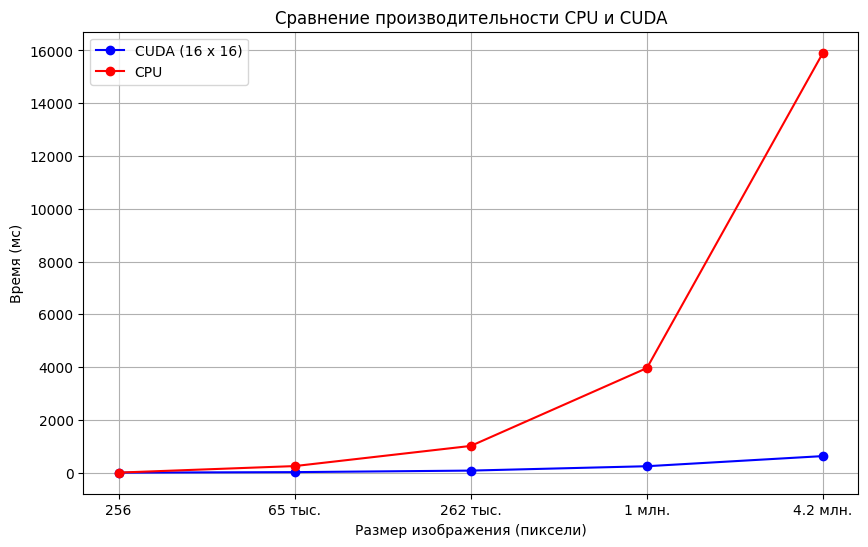 Сравнение производительности CPU и CUDA
CUDA (16 x 16)
CPU
16000
14000
12000
10000
8000
6000
4000
2000
0
Время (мс)
256
65 тыс.
262 тыс.
1 млн.
4.2 млн.
Размер изображения (пиксели)